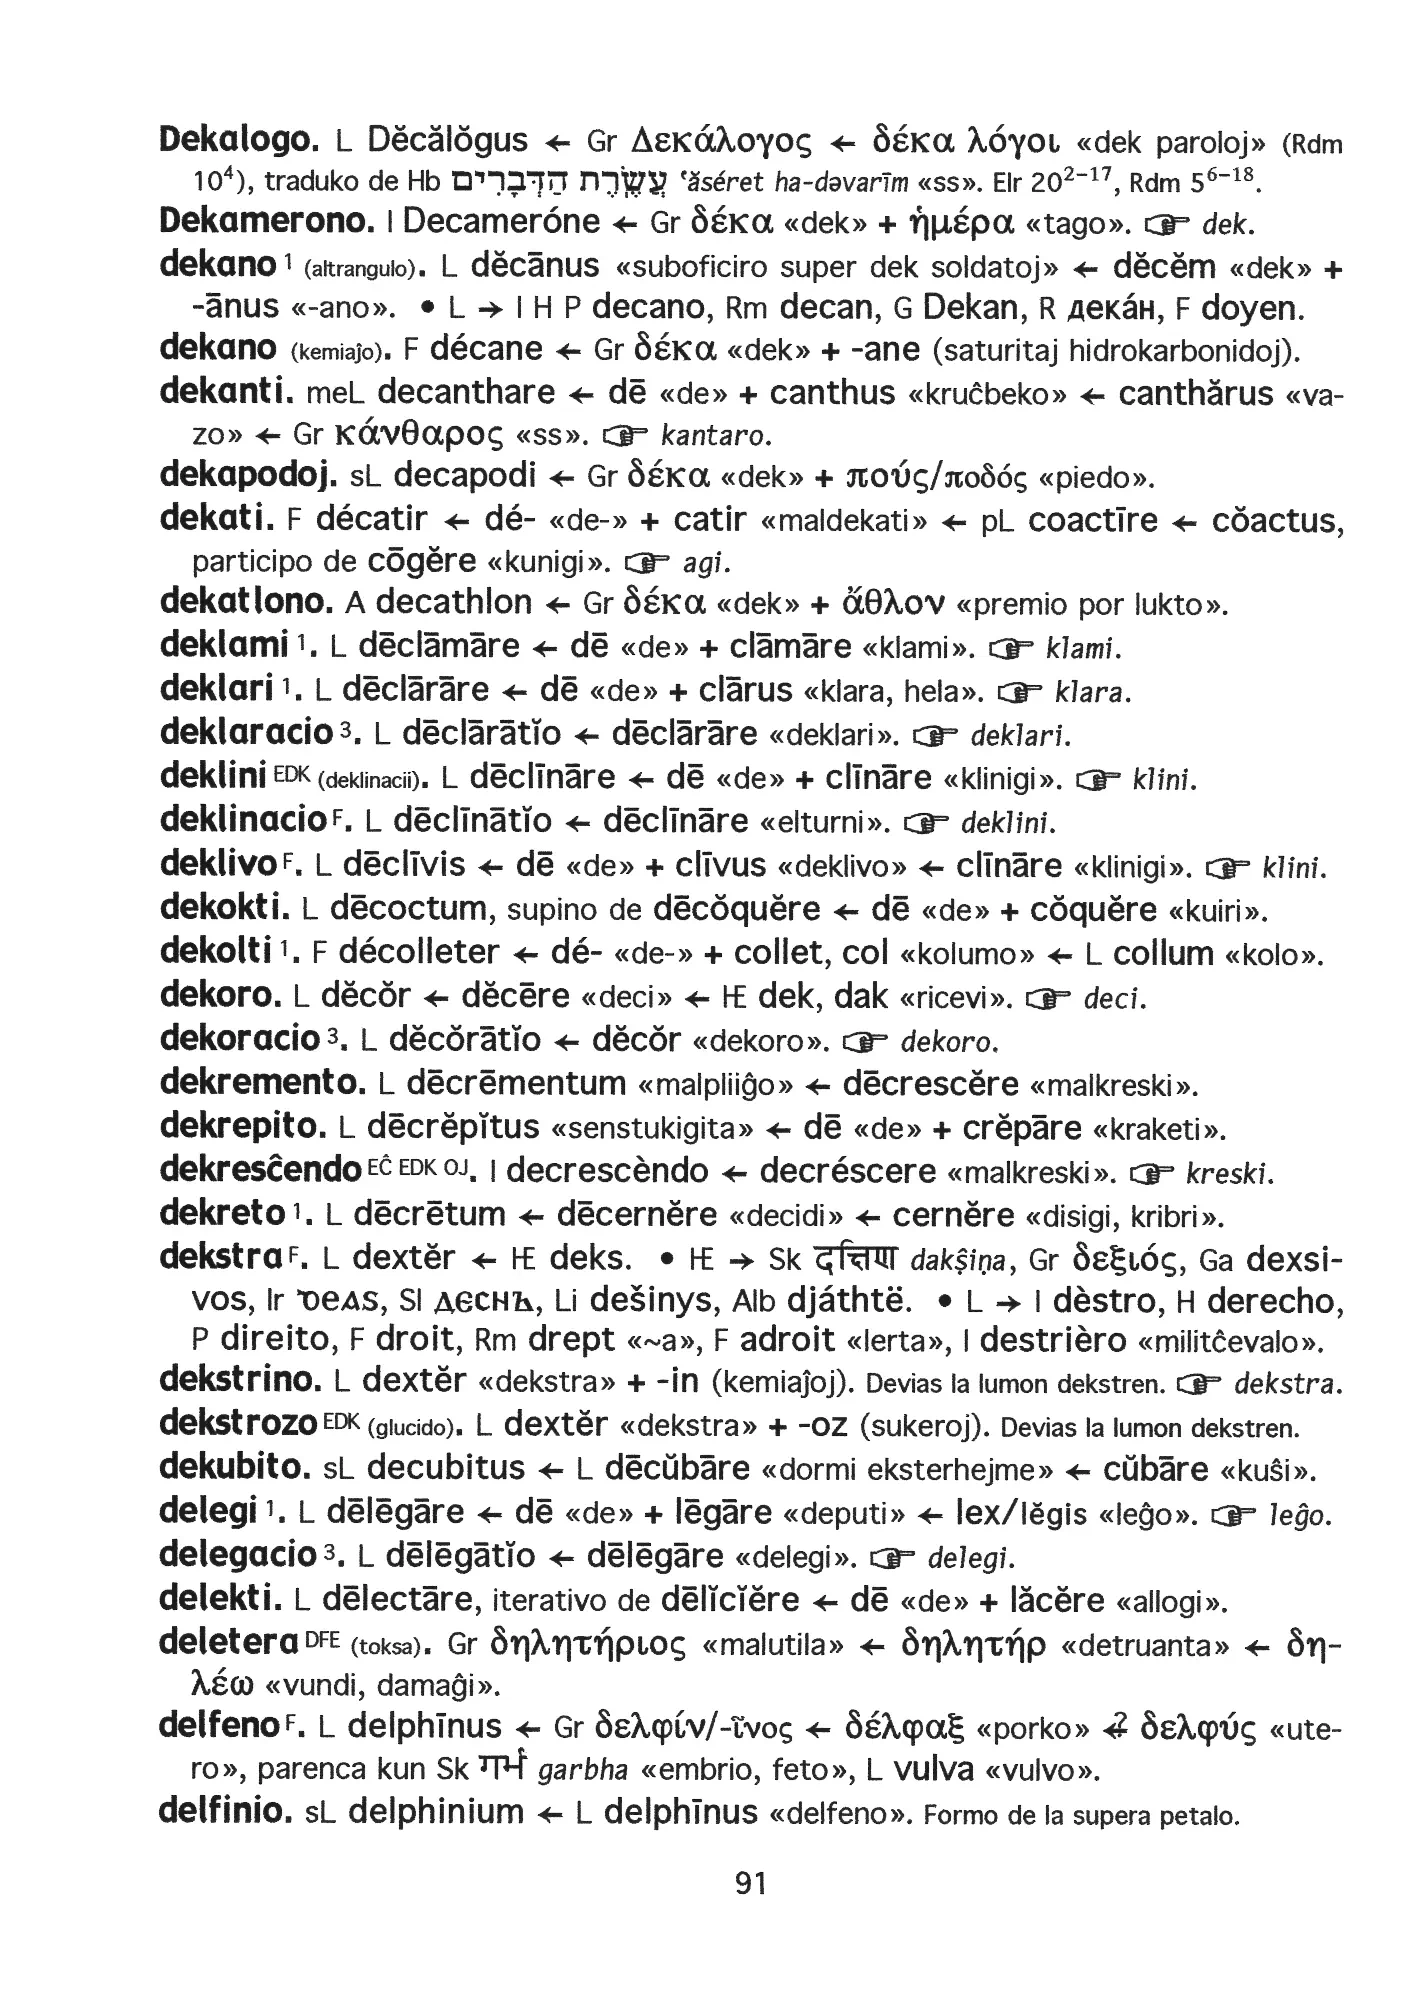 Dekalogo. L Dĕcălŏgus ← Gr Δεκάλογος ← δέκα λόγοι «dek paroloj» (Rdm
10⁴), traduko de Hb עֲשֶׂרֶת הַדְּבָרִים ‘ăséret ha-dəvarīm «ss». Elr 20²⁻¹⁷, Rdm 5⁶⁻¹⁸.
Dekamerono. I Decameróne ← Gr δέκα «dek» + ἡμέρα «tago». ☞ dek.
dekano ¹ (altrangulo). L dĕcānus «suboficiro super dek soldatoj» ← dĕcĕm «dek» +
-ānus «-ano». • L → I H P decano, Rm decan, G Dekan, R декáн, F doyen.
dekano (kemiaĵo). F décane ← Gr δέκα «dek» + -ane (saturitaj hidrokarbonidoj).
dekanti. meL decanthare ← dē «de» + canthus «kruĉbeko» ← canthărus «va-
zo» ← Gr κάνθαρος «ss». ☞ kantaro.
dekapodoj. sL decapodi ← Gr δέκα «dek» + πούς/ποδός «piedo».
dekati. F décatir ← dé- «de-» + catir «maldekati» ← pL coactīre ← cŏactus,
participo de cōgĕre «kunigi». ☞ agi.
dekatlono. A decathlon ← Gr δέκα «dek» + ἄθλον «premio por lukto».
deklami ¹. L dēclāmāre ← dē «de» + clāmāre «klami». ☞ klami.
deklari ¹. L dēclārāre ← dē «de» + clārus «klara, hela». ☞ klara.
deklaracio ³. L dēclārātĭo ← dēclārāre «deklari». ☞ deklari.
deklini EDK (deklinacii). L dēclīnāre ← dē «de» + clīnāre «klinigi». ☞ klini.
deklinacio F. L dēclīnātĭo ← dēclīnāre «elturni». ☞ deklini.
deklivo F. L dēclīvis ← dē «de» + clīvus «deklivo» ← clīnāre «klinigi». ☞ klini.
dekokti. L dēcoctum, supino de dēcŏquĕre ← dē «de» + cŏquĕre «kuiri».
dekolti ¹. F décolleter ← dé- «de-» + collet, col «kolumo» ← L collum «kolo».
dekoro. L dĕcŏr ← dĕcēre «deci» ← HE dek, dak «ricevi». ☞ deci.
dekoracio ³. L dĕcŏrātĭo ← dĕcŏr «dekoro». ☞ dekoro.
dekremento. L dēcrēmentum «malpliiĝo» ← dēcrescĕre «malkreski».
dekrepito. L dēcrĕpĭtus «senstukigita» ← dē «de» + crĕpāre «kraketi».
dekresĉendo EĈ EDK OJ. I decrescèndo ← decréscere «malkreski». ☞ kreski.
dekreto ¹. L dēcrētum ← dēcernĕre «decidi» ← cernĕre «disigi, kribri».
dekstra F. L dextĕr ← HE deks. • HE → Sk दक्षिण dakṣiṇa, Gr δεξιός, Ga dexsi-
vos, Ir ꝺeas, Sl деснъ, Li dešinys, Alb djáthtë. • L → I dèstro, H derecho,
P direito, F droit, Rm drept «~a», F adroit «lerta», I destrièro «militĉevalo».
dekstrino. L dextĕr «dekstra» + -in (kemiaĵoj). Devias la lumon dekstren. ☞ dekstra.
dekstrozo EDK (glucido). L dextĕr «dekstra» + -oz (sukeroj). Devias la lumon dekstren.
dekubito. sL decubitus ← L dēcŭbāre «dormi eksterhejme» ← cŭbāre «kuŝi».
delegi ¹. L dēlēgāre ← dē «de» + lēgāre «deputi» ← lex/lēgis «leĝo». ☞ leĝo.
delegacio ³. L dēlēgātĭo ← dēlēgāre «delegi». ☞ delegi.
delekti. L dēlectāre, iterativo de dēlĭcĭĕre ← dē «de» + lăcĕre «allogi».
deletera DFE (toksa). Gr δηλητήριος «malutila» ← δηλητήρ «detruanta» ← δη-
λέω «vundi, damaĝi».
delfeno F. L delphīnus ← Gr δελφίν/-ῖνος ← δέλφαξ «porko» ←? δελφύς «ute-
ro», parenca kun Sk गर्भ garbha «embrio, feto», L vulva «vulvo».
delfinio. sL delphinium ← L delphīnus «delfeno». Formo de la supera petalo.
91